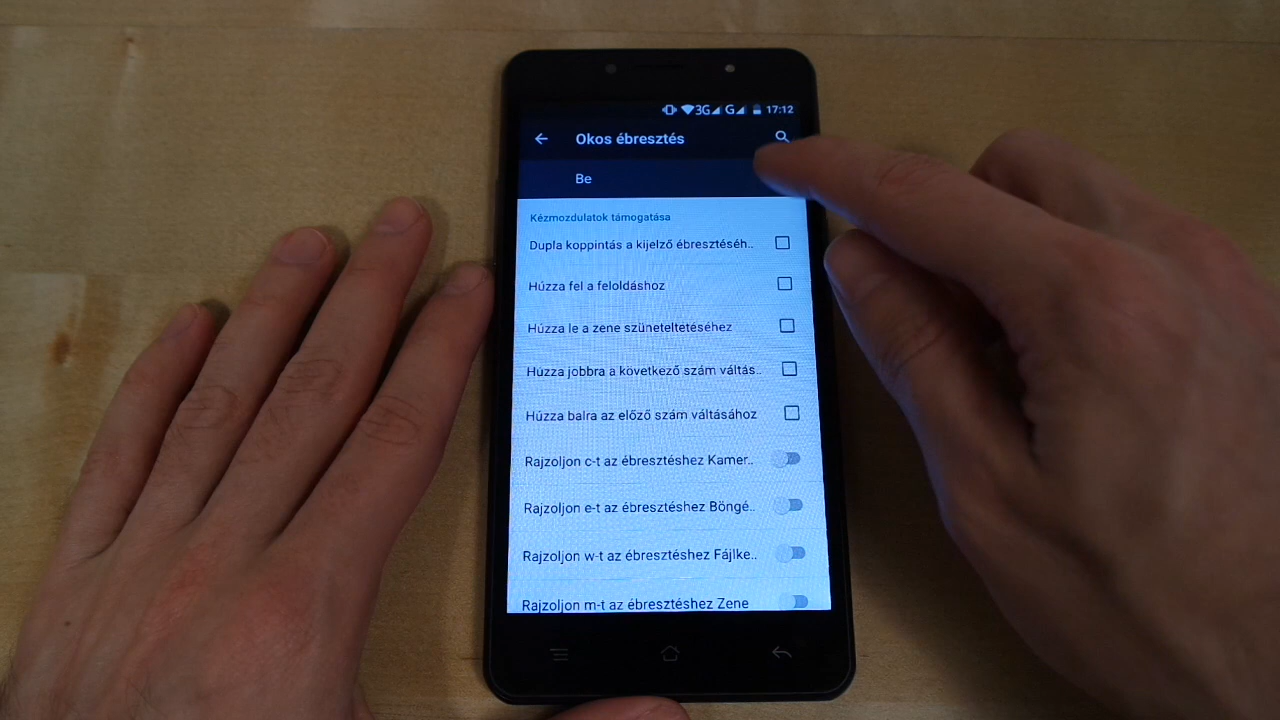 3G G 17:12
Okos ébresztés
Be
Kézmozdulatok támogatása
Dupla koppintás a kijelző ébresztéséh..
Húzza fel a feloldáshoz
Húzza le a zene szüneteltetéséhez
Húzza jobbra a következő szám váltás..
Húzza balra az előző szám váltásához
Rajzoljon c-t az ébresztéshez Kamer..
Rajzoljon e-t az ébresztéshez Böngé..
Rajzoljon w-t az ébresztéshez Fájlke..
Rajzoljon m-t az ébresztéshez Zene